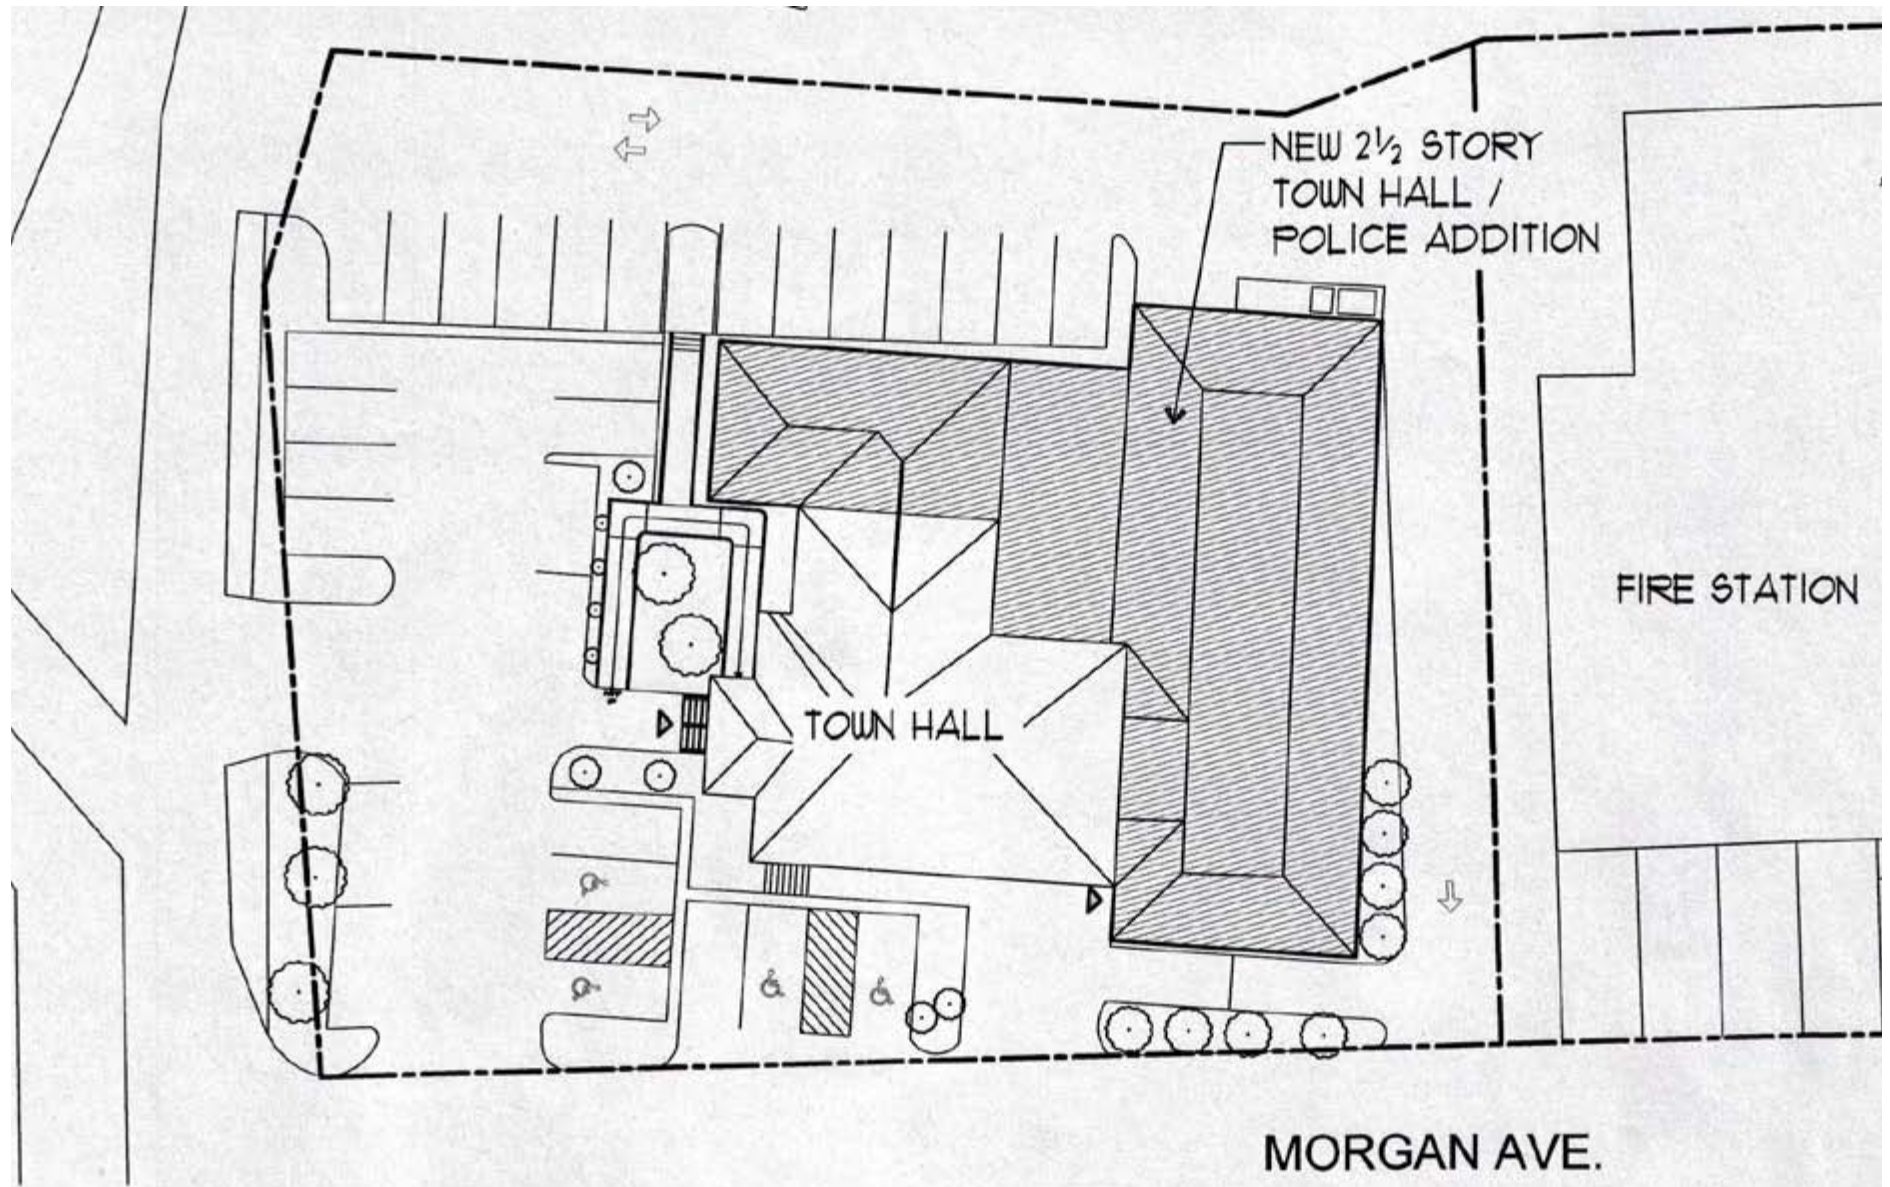 NEW 2½ STORY
TOWN HALL /
POLICE ADDITION
FIRE STATION
TOWN HALL
MORGAN AVE.